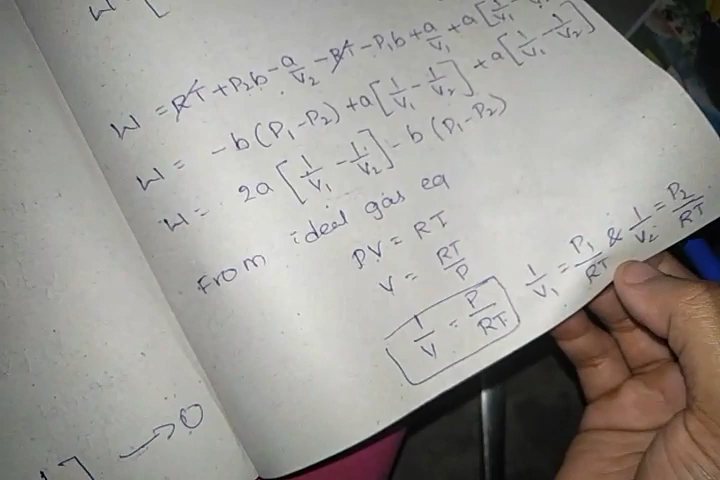 W [
W = RT + P₂b - a/V₂ - RT - P₁b + a/V₁ + a[1/V₁ -
W = -b(P₁-P₂) + a[1/V₁ - 1/V₂] + a[1/V₁ - 1/V₂]
W = 2a[1/V₁ - 1/V₂] - b(P₁-P₂)
From ideal gas eq
PV = RT
V = RT/P
1/V = P/RT 1/V₁ = P₁/RT & 1/V₂ = P₂/RT
] → 0